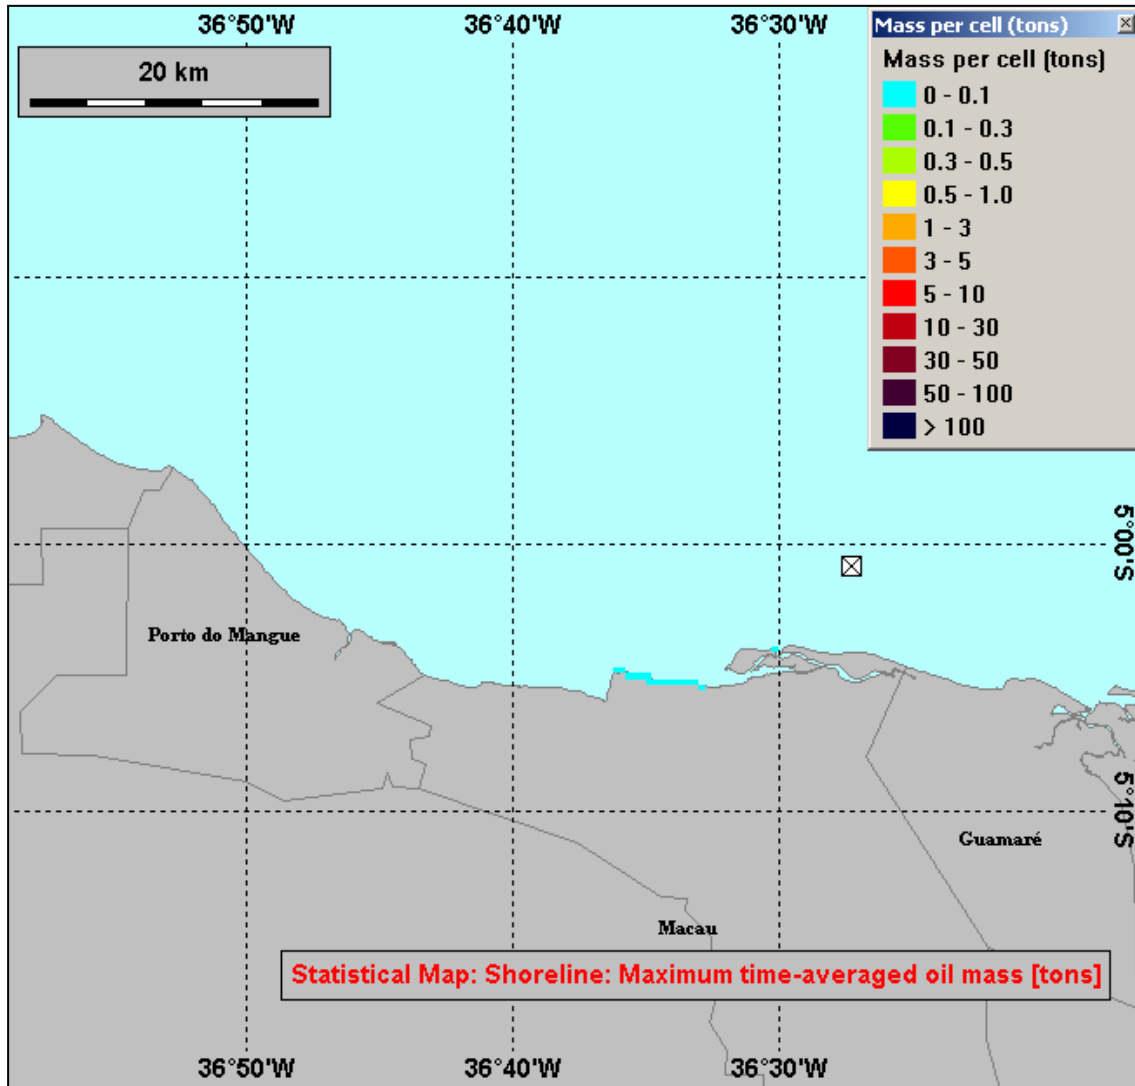 36°50'W 36°40'W 36°30'W
Mass per cell (tons)
20 km
Mass per cell (tons)
0 - 0.1
0.1 - 0.3
0.3 - 0.5
0.5 - 1.0
1 - 3
3 - 5
5 - 10
10 - 30
30 - 50
50 - 100
> 100
5°00'S
Porto do Mangue
5°10'S
Guamaré
Macau
Statistical Map: Shoreline: Maximum time-averaged oil mass [tons]
36°50'W 36°40'W 36°30'W